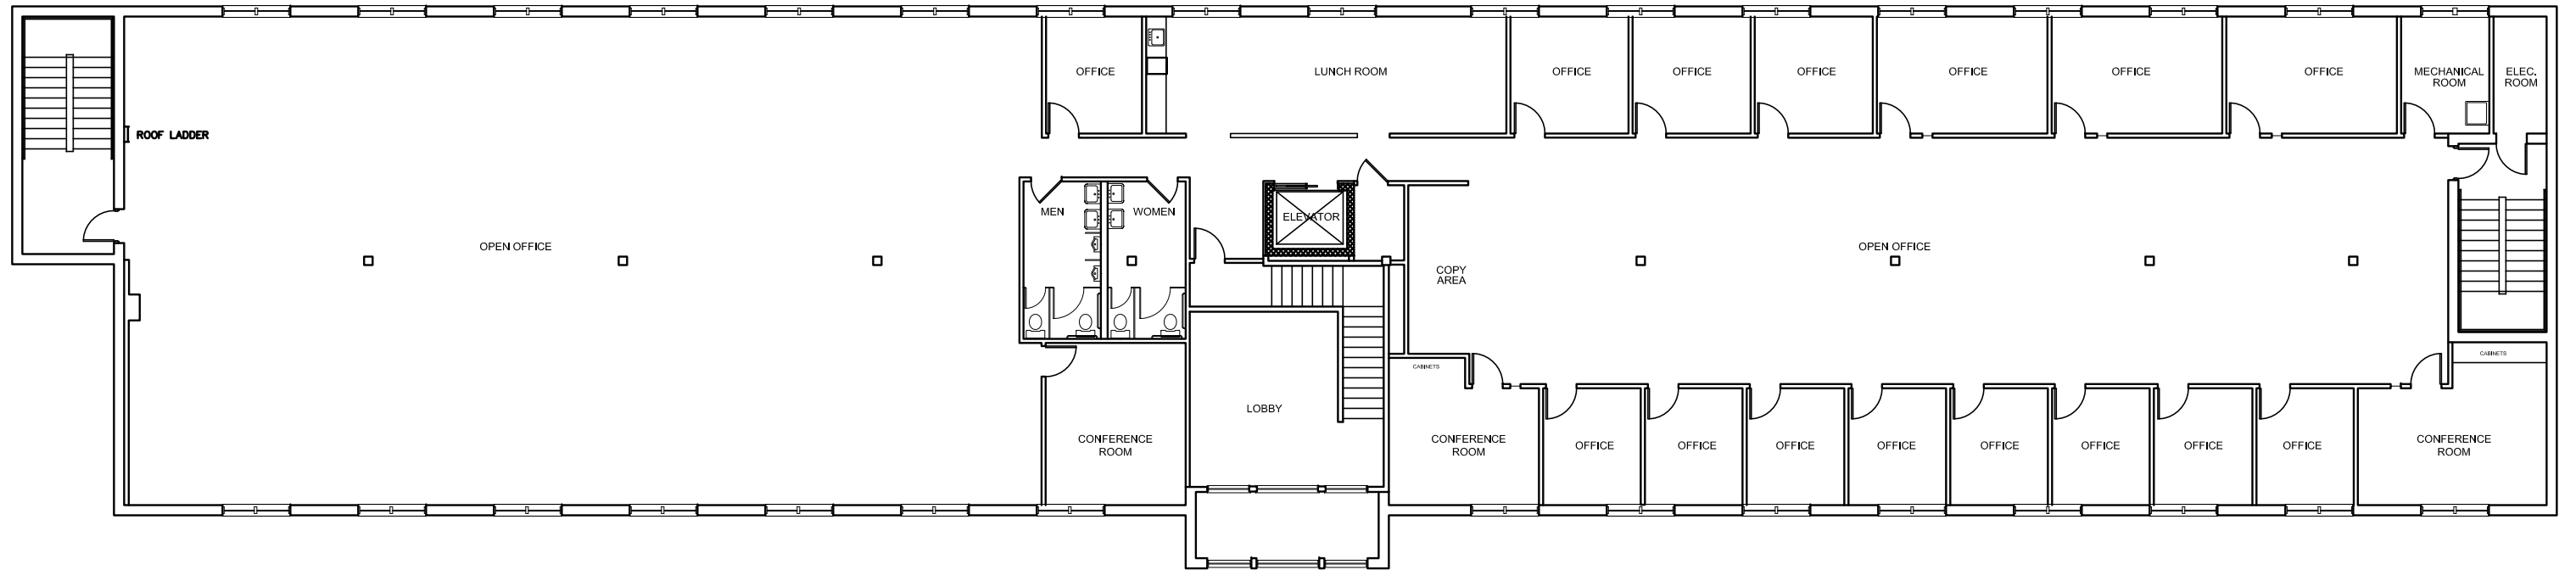 OFFICE
LUNCH ROOM
OFFICE
OFFICE
OFFICE
OFFICE
OFFICE
OFFICE
MECHANICAL
ROOM
ELEC.
ROOM
ROOF LADDER
MEN
WOMEN
ELEVATOR
OPEN OFFICE
OPEN OFFICE
COPY
AREA
CABINETS
CABINETS
LOBBY
CONFERENCE
ROOM
CONFERENCE
ROOM
OFFICE
OFFICE
OFFICE
OFFICE
OFFICE
OFFICE
OFFICE
OFFICE
CONFERENCE
ROOM